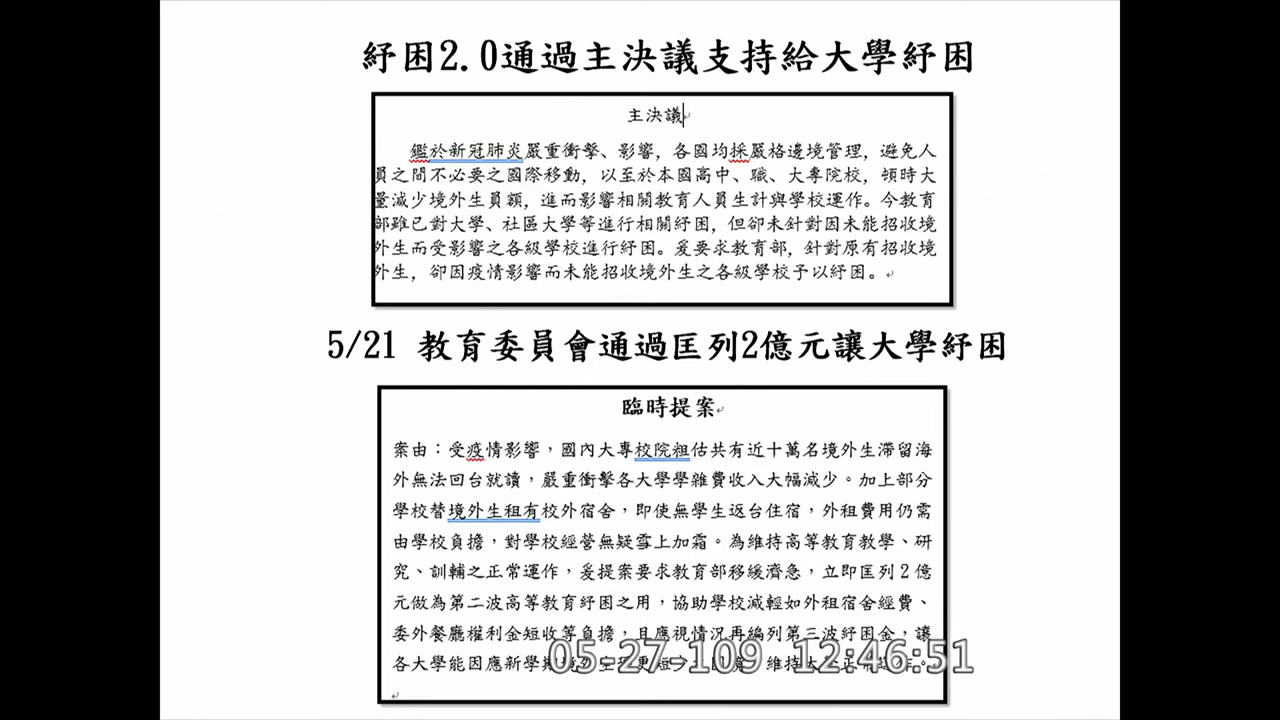 紓困2.0通過主決議支持給大學紓困
主決議
鑑於新冠肺炎嚴重衝擊、影響，各國均採嚴格邊境管理，避免人
員之間不必要之國際移動，以至於本國高中、職、大專院校，頓時大
量減少境外生員額，進而影響相關教育人員生計與學校運作。今教育
部雖已對大學、社區大學等進行相關紓困，但卻未針對因未能招收境
外生而受影響之各級學校進行紓困。爰要求教育部，針對原有招收境
外生，卻因疫情影響而未能招收境外生之各級學校予以紓困。
5/21 教育委員會通過匡列2億元讓大學紓困
臨時提案
案由：受疫情影響，國內大專校院粗估共有近十萬名境外生滯留海
外無法回台就讀，嚴重衝擊各大學學雜費收入大幅減少。加上部分
學校替境外生租有校外宿舍，即使無學生返台住宿，外租費用仍需
由學校負擔，對學校經營無疑雪上加霜。為維持高等教育教學、研
究、訓輔之正常運作，爰提案要求教育部移緩濟急，立即匡列2億
元做為第二波高等教育紓困之用，協助學校減輕如外租宿舍經費、
委外餐廳權利金短收等負擔，且應視情況再編列第三波紓困金，讓
各大學能因應新學期境外生 維持大學正常運作。
05-27-109 12:46:51